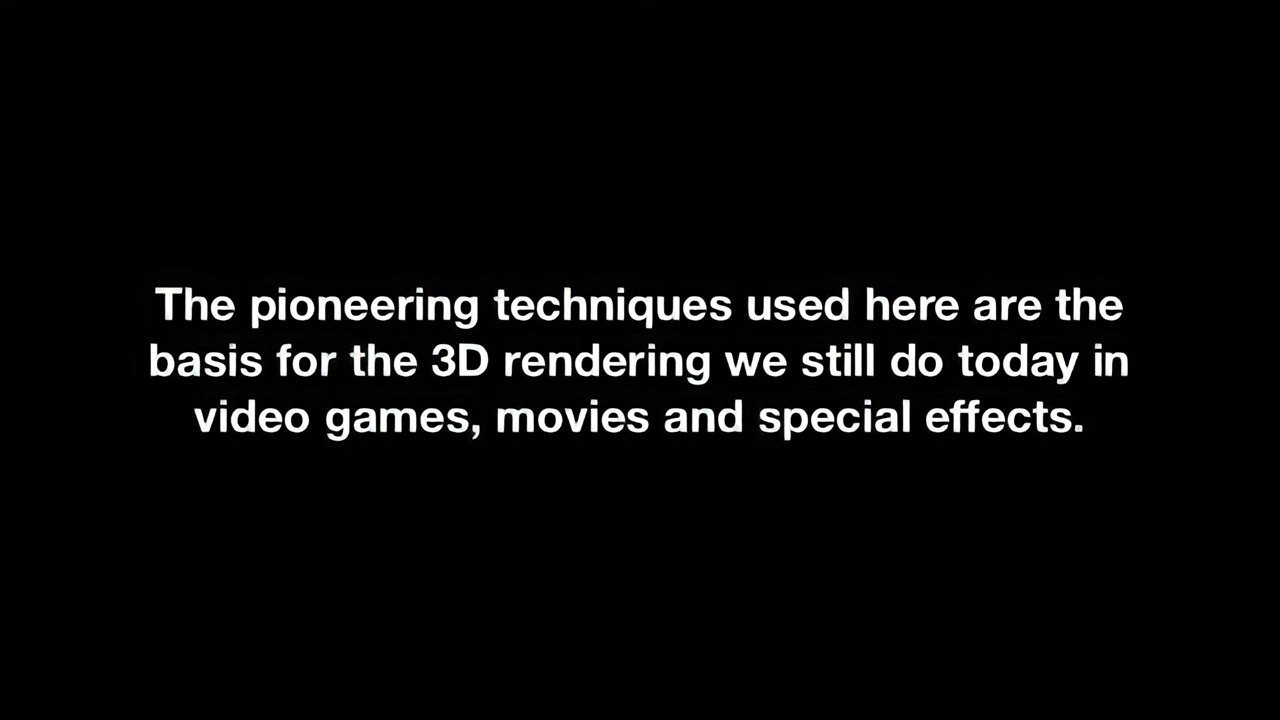 The pioneering techniques used here are the
basis for the 3D rendering we still do today in
video games, movies and special effects.